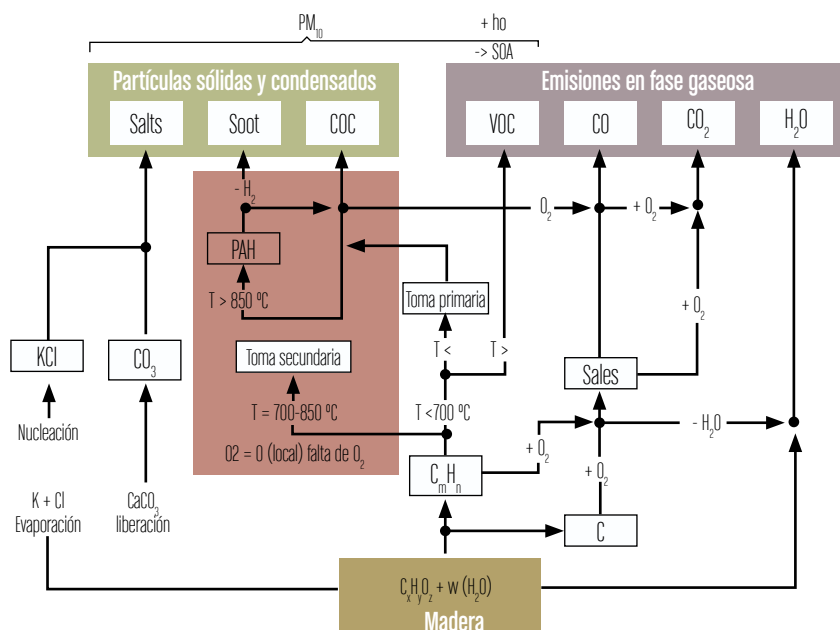 PM10
+ ho
-> SOA
Partículas sólidas y condensados
Emisiones en fase gaseosa
Salts
Soot
COC
VOC
CO
CO2
H2O
- H2
O2
+ O2
PAH
T > 850 ºC
Toma primaria
+ O2
KCl
CO3
Toma secundaria
T <
T >
Sales
Nucleación
T = 700-850 ºC
T <700 ºC
- H2O
O2 = 0 (local) falta de O2
+ O2
CmHn
+ O2
K + Cl
Evaporación
CaCO3
liberación
C
CxHyOz + w (H2O)
Madera